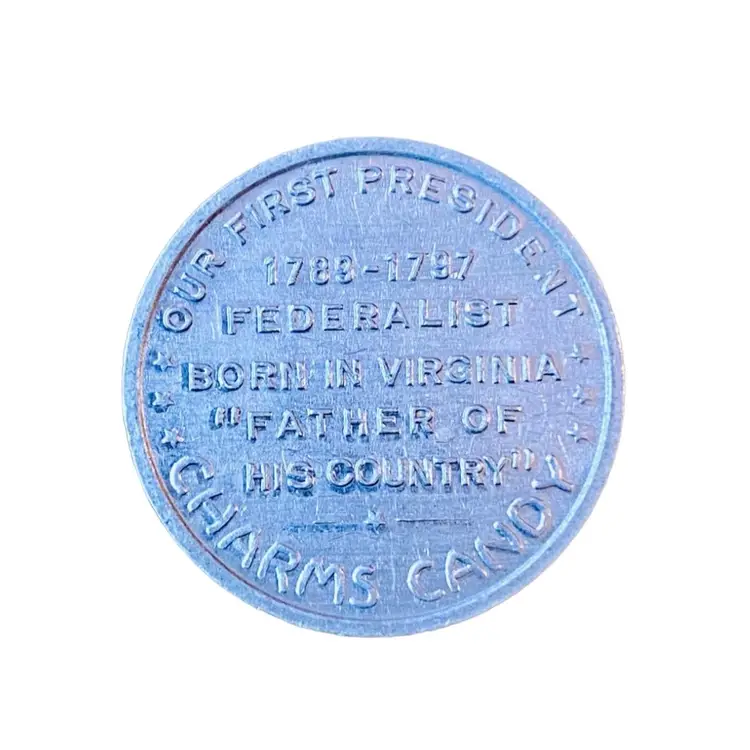 OUR FIRST PRESIDENT
1789-1797
FEDERALIST
BORN IN VIRGINIA
"FATHER OF
HIS COUNTRY"
CHARMS CANDY